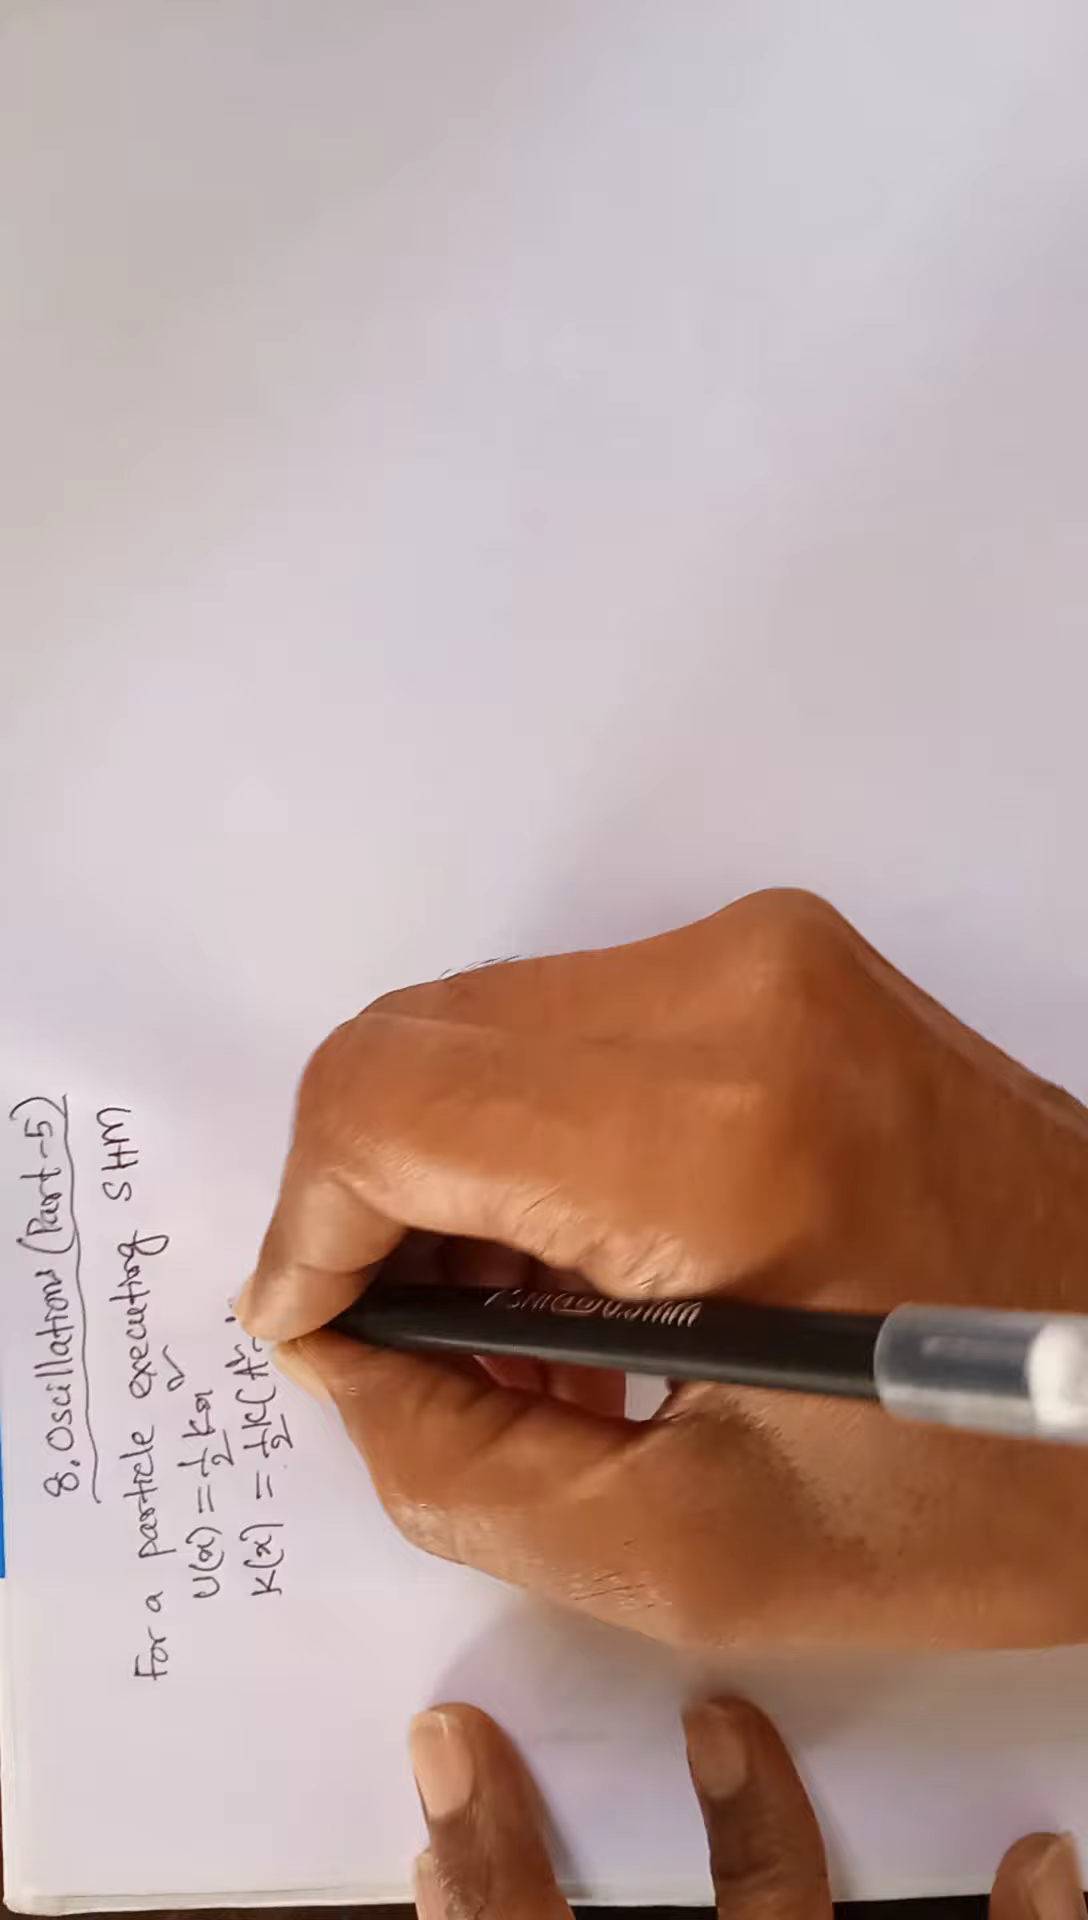 8. Oscillations (Part-5)
For a particle executing SHM
U(x) = 1/2 kx²
K(x) = 1/2 k(A²-